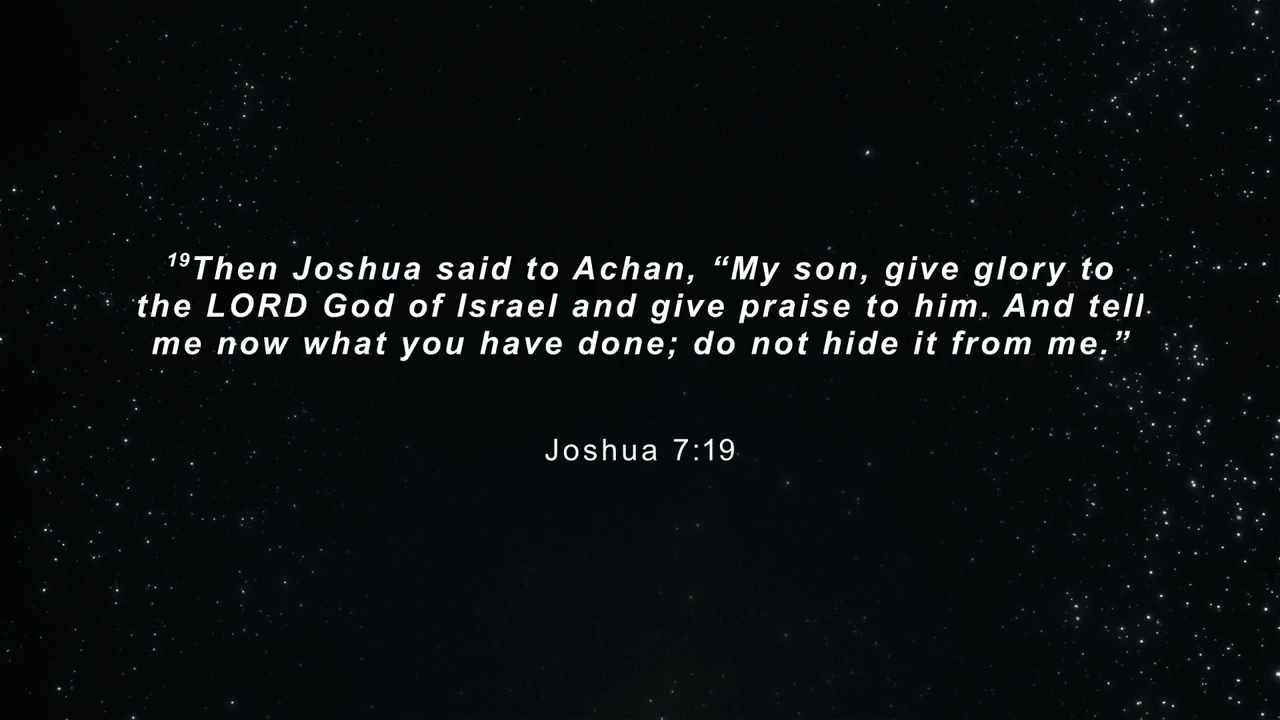 ¹⁹Then Joshua said to Achan, “My son, give glory to
the LORD God of Israel and give praise to him. And tell
me now what you have done; do not hide it from me.”
Joshua 7:19